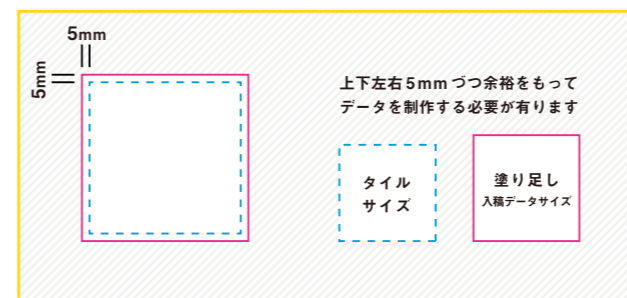 5mm
5mm
上下左右5mmづつ余裕をもって
データを制作する必要が有ります
タイル
サイズ
塗り足し
入稿データサイズ